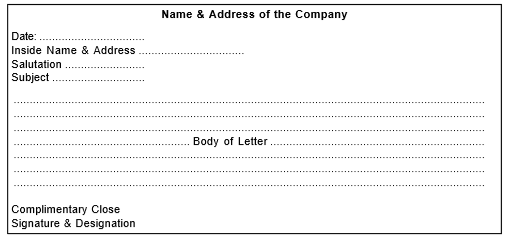 Name & Address of the Company
Date: ................................
Inside Name & Address ................................
Salutation ........................
Subject ............................
................................................................................................................................................
................................................................................................................................................
................................................................................................................................................
...................................................... Body of Letter .................................................................
................................................................................................................................................
................................................................................................................................................
................................................................................................................................................
Complimentary Close
Signature & Designation